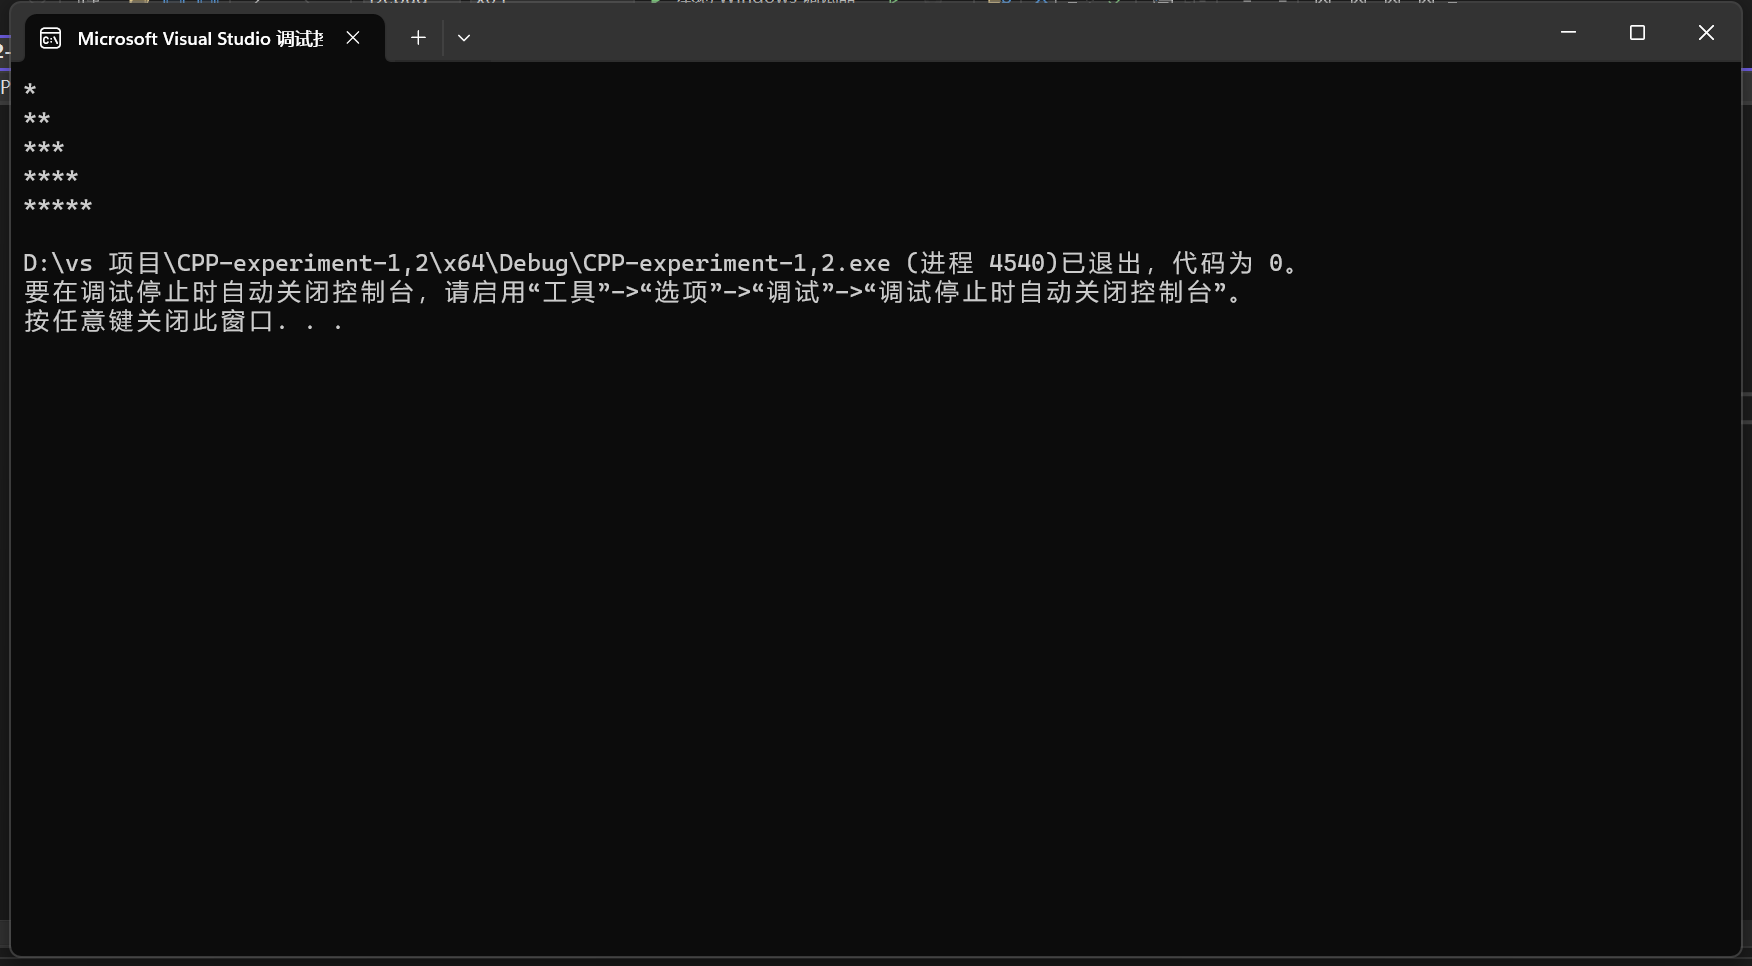 Microsoft Visual Studio 调试
*
**
***
****
*****
D:\vs 项目\CPP-experiment-1,2\x64\Debug\CPP-experiment-1,2.exe (进程 4540)已退出，代码为 0。
要在调试停止时自动关闭控制台，请启用“工具”->“选项”->“调试”->“调试停止时自动关闭控制台”。
按任意键关闭此窗口. . .